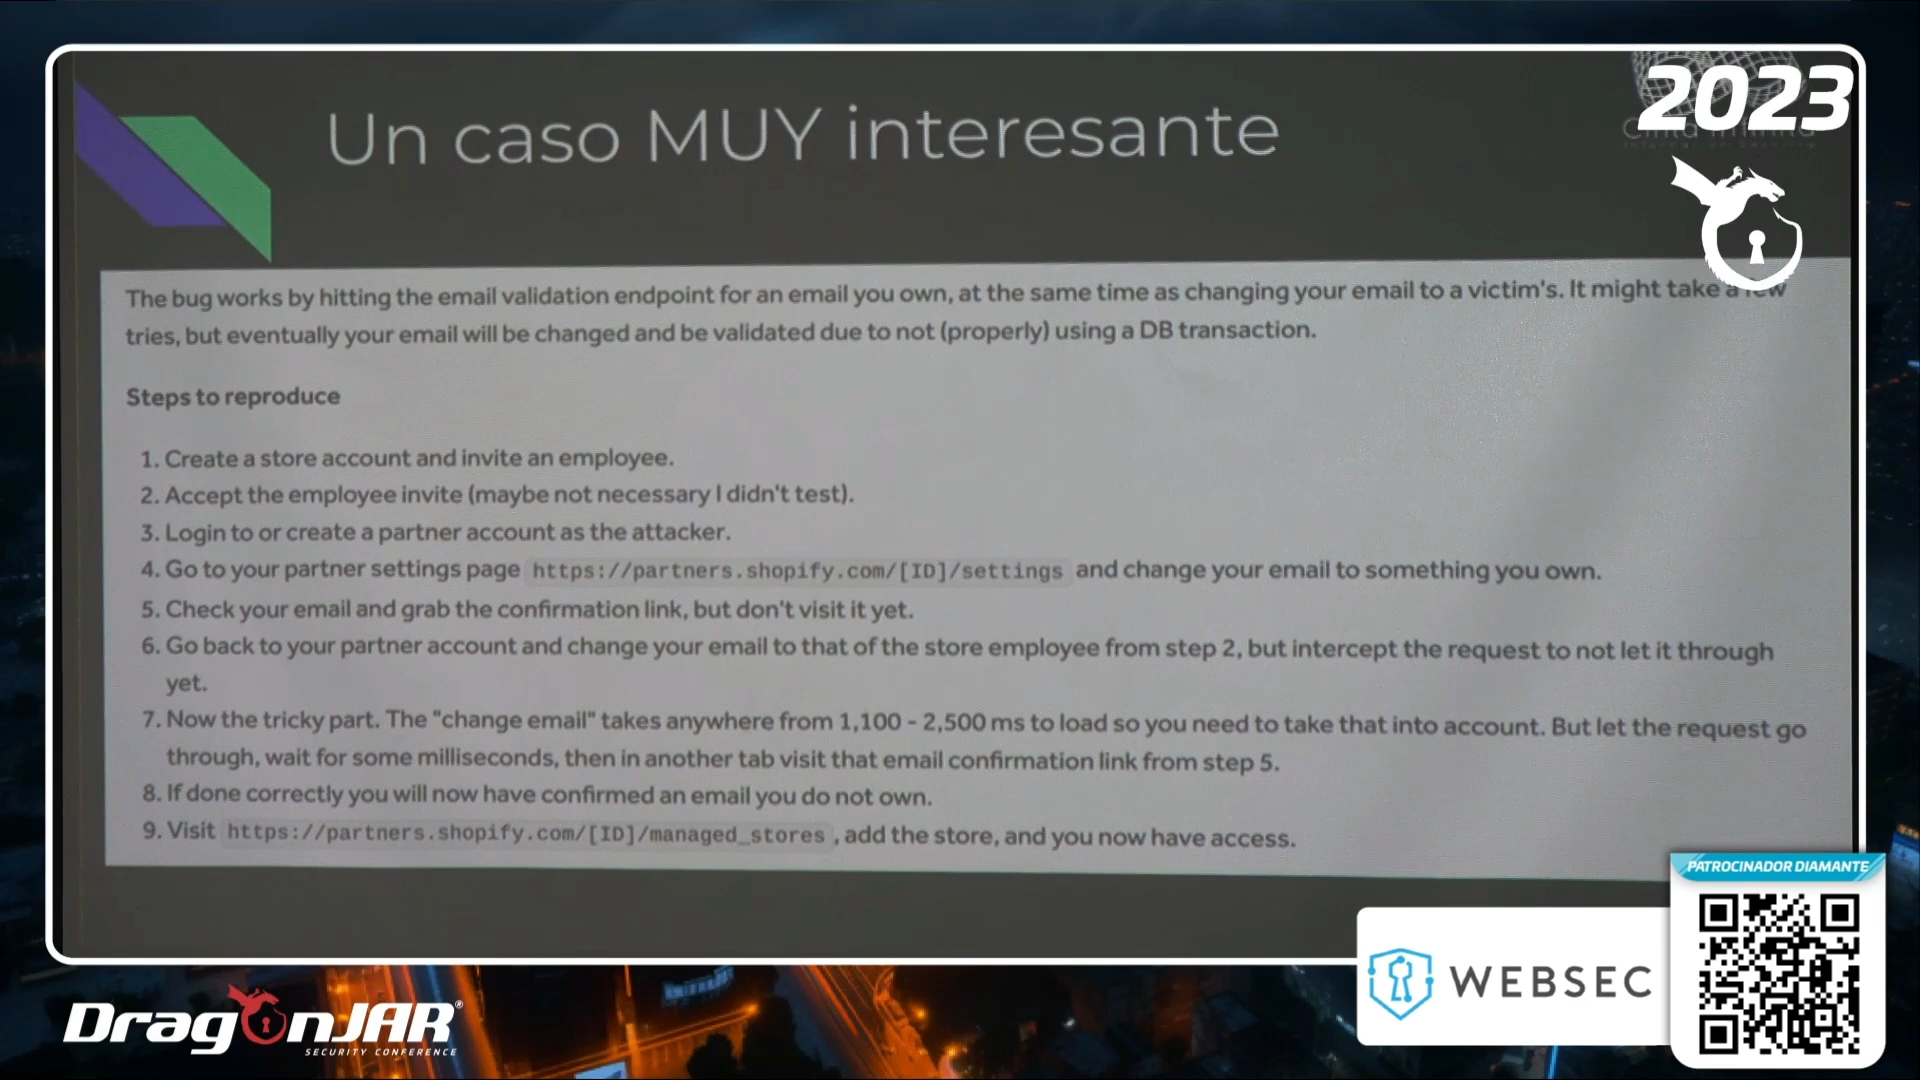 2023
Un caso MUY interesante
The bug works by hitting the email validation endpoint for an email you own, at the same time as changing your email to a victim's. It might take a few
tries, but eventually your email will be changed and be validated due to not (properly) using a DB transaction.
Steps to reproduce
1. Create a store account and invite an employee.
2. Accept the employee invite (maybe not necessary I didn't test).
3. Login to or create a partner account as the attacker.
4. Go to your partner settings page https://partners.shopify.com/[ID]/settings and change your email to something you own.
5. Check your email and grab the confirmation link, but don't visit it yet.
6. Go back to your partner account and change your email to that of the store employee from step 2, but intercept the request to not let it through
yet.
7. Now the tricky part. The "change email" takes anywhere from 1,100 - 2,500 ms to load so you need to take that into account. But let the request go
through, wait for some milliseconds, then in another tab visit that email confirmation link from step 5.
8. If done correctly you will now have confirmed an email you do not own.
9. Visit https://partners.shopify.com/[ID]/managed_stores , add the store, and you now have access.
PATROCINADOR DIAMANTE
WEBSEC
DragonJAR®
SECURITY CONFERENCE